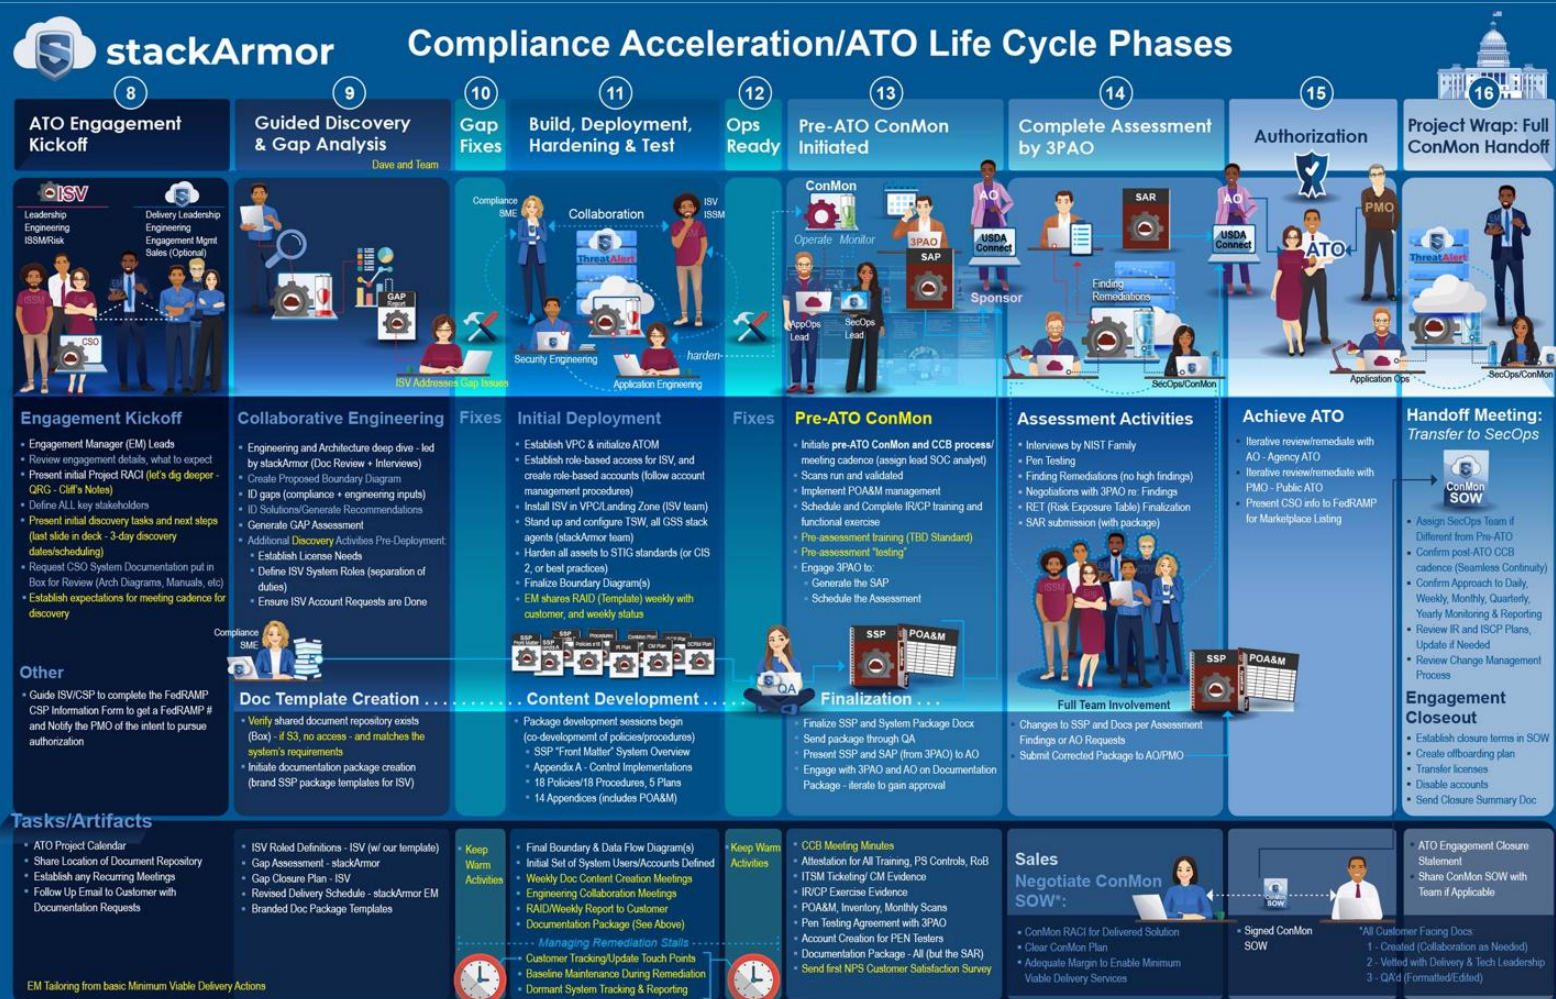 stackArmor
Compliance Acceleration/ATO Life Cycle Phases
8
ATO Engagement
Kickoff
9
Guided Discovery
& Gap Analysis
Dave and Team
10
Gap
Fixes
11
Build, Deployment,
Hardening & Test
12
Ops
Ready
13
Pre-ATO ConMon
Initiated
14
Complete Assessment
by 3PAO
15
Authorization
16
Project Wrap: Full
ConMon Handoff
ISV
Leadership
Engineering
ISSM/Risk
Delivery Leadership
Engineering
Engagement Mgmt
Sales (Optional)
ISSM
CSO
GAP
Report
ISV Addresses Gap Issues
Compliance
SME
Collaboration
ISV
ISSM
ThreatAlert
Security Engineering
Application Engineering
harden
ConMon
Operate Monitor
3PAO
SAP
AppOps
Lead
SecOps
Lead
AO
USDA
Connect
Sponsor
SAR
Finding
Remediations
SecOps/ConMon
AO
USDA
Connect
ATO
PMO
Application Ops
ThreatAlert
SecOps/ConMon
Engagement Kickoff
Engagement Manager (EM) Leads
Review engagement details, what to expect
Present initial Project RACI (let's dig deeper -
QRG - Cliff's Notes)
Define ALL key stakeholders
Present initial discovery tasks and next steps
(last slide in deck - 3-day discovery
dates/scheduling)
Request CSO System Documentation put in
Box for Review (Arch Diagrams, Manuals, etc)
Establish expectations for meeting cadence for
discovery
Other
Guide ISV/CSP to complete the FedRAMP
CSP Information Form to get a FedRAMP #
and Notify the PMO of the intent to pursue
authorization
Collaborative Engineering
Engineering and Architecture deep dive - led
by stackArmor (Doc Review + Interviews)
Create Proposed Boundary Diagram
ID gaps (compliance + engineering inputs)
ID Solutions/Generate Recommendations
Generate GAP Assessment
Additional Discovery Activities Pre-Deployment:
Establish License Needs
Define ISV System Roles (separation of
duties)
Ensure ISV Account Requests are Done
Compliance
SME
Doc Template Creation
Verify shared document repository exists
(Box) - if S3, no access - and matches the
system's requirements
Initiate documentation package creation
(brand SSP package templates for ISV)
Fixes
Initial Deployment
Establish VPC & initialize ATOM
Establish role-based access for ISV, and
create role-based accounts (follow account
management procedures)
Install ISV in VPC/Landing Zone (ISV team)
Stand up and configure TSW, all GSS stack
agents (stackArmor team)
Harden all assets to STIG standards (or CIS
2, or best practices)
Finalize Boundary Diagram(s)
EM shares RAID (Template) weekly with
customer, and weekly status
SSP
Front Matter
SSP
SSP
Policies x18
Procedures
IR Plan
ConMon Plan
CM Plan
SCRM Plan
Content Development
Package development sessions begin
(co-developmemt of policies/procedures)
SSP "Front Matter" System Overview
Appendix A - Control Implementations
18 Policies/18 Procedures, 5 Plans
14 Appendices (includes POA&M)
Fixes
QA
Pre-ATO ConMon
Initiate pre-ATO ConMon and CCB process/
meeting cadence (assign lead SOC analyst)
Scans run and validated
Implement POA&M management
Schedule and Complete IR/CP training and
functional exercise
Pre-assessment training (TBD Standard)
Pre-assessment "testing"
Engage 3PAO to:
Generate the SAP
Schedule the Assessment
SSP
POA&M
Finalization
Finalize SSP and System Package Docx
Send package through QA
Present SSP and SAP (from 3PAO) to AO
Engage with 3PAO and AO on Documentation
Package - iterate to gain approval
Assessment Activities
Interviews by NIST Family
Pen Testing
Finding Remediations (no high findings)
Negotiations with 3PAO re: Findings
RET (Risk Exposure Table) Finalization
SAR submission (with package)
ISSM
Full Team Involvement
SSP
POA&M
Changes to SSP and Docs per Assessment
Findings or AO Requests
Submit Corrected Package to AO/PMO
Achieve ATO
Iterative review/remediate with
AO - Agency ATO
Iterative review/remediate with
PMO - Public ATO
Present CSO info to FedRAMP
for Marketplace Listing
Handoff Meeting:
Transfer to SecOps
ConMon
SOW
Assign SecOps Team if
Different from Pre-ATO
Confirm post-ATO CCB
cadence (Seamless Continuity)
Confirm Approach to Daily,
Weekly, Monthly, Quarterly,
Yearly Monitoring & Reporting
Review IR and ISCP Plans,
Update if Needed
Review Change Management
Process
Engagement
Closeout
Establish closure terms in SOW
Create offboarding plan
Transfer licenses
Disable accounts
Send Closure Summary Doc
Tasks/Artifacts
ATO Project Calendar
Share Location of Document Repository
Establish any Recurring Meetings
Follow Up Email to Customer with
Documentation Requests
EM Tailoring from basic Minimum Viable Delivery Actions
ISV Roled Definitions - ISV (w/ our template)
Gap Assessment - stackArmor
Gap Closure Plan - ISV
Revised Delivery Schedule - stackArmor EM
Branded Doc Package Templates
Keep
Warm
Activities
Final Boundary & Data Flow Diagram(s)
Initial Set of System Users/Accounts Defined
Weekly Doc Content Creation Meetings
Engineering Collaboration Meetings
RAID/Weekly Report to Customer
Documentation Package (See Above)
Managing Remediation Stalls
Customer Tracking/Update Touch Points
Baseline Maintenance During Remediation
Dormant System Tracking & Reporting
Keep Warm
Activities
CCB Meeting Minutes
Attestation for All Training, PS Controls, RoB
ITSM Ticketing/ CM Evidence
IR/CP Exercise Evidence
POA&M, Inventory, Monthly Scans
Pen Testing Agreement with 3PAO
Account Creation for PEN Testers
Documentation Package - All (but the SAR)
Send first NPS Customer Satisfaction Survey
Sales
Negotiate ConMon
SOW*:
ConMon RACI for Delivered Solution
Clear ConMon Plan
Adequate Margin to Enable Minimum
Viable Delivery Services
ConMon
SOW
Signed ConMon
SOW
ATO Engagement Closure
Statement
Share ConMon SOW with
Team if Applicable
*All Customer Facing Docs:
1 - Created (Collaboration as Needed)
2 - Vetted with Delivery & Tech Leadership
3 - QA'd (Formatted/Edited)